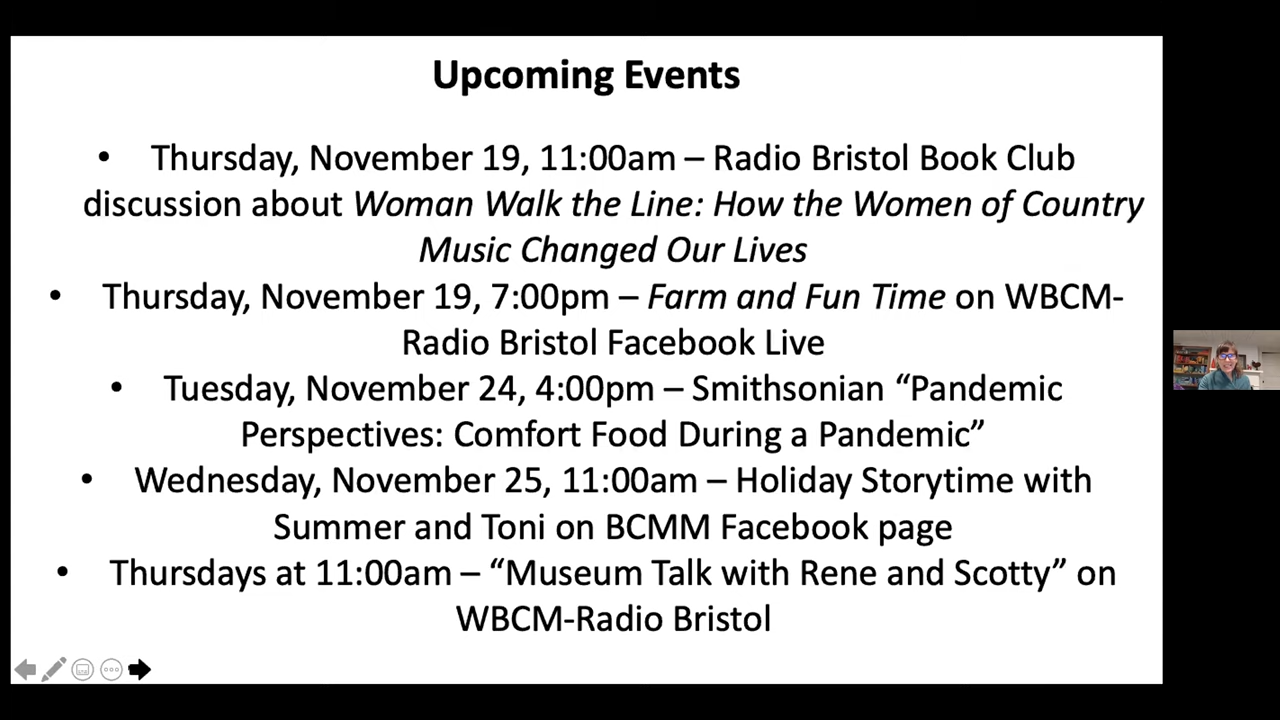 Upcoming Events
• Thursday, November 19, 11:00am – Radio Bristol Book Club
discussion about Woman Walk the Line: How the Women of Country
Music Changed Our Lives
• Thursday, November 19, 7:00pm – Farm and Fun Time on WBCM-
Radio Bristol Facebook Live
• Tuesday, November 24, 4:00pm – Smithsonian “Pandemic
Perspectives: Comfort Food During a Pandemic”
• Wednesday, November 25, 11:00am – Holiday Storytime with
Summer and Toni on BCMM Facebook page
• Thursdays at 11:00am – “Museum Talk with Rene and Scotty” on
WBCM-Radio Bristol